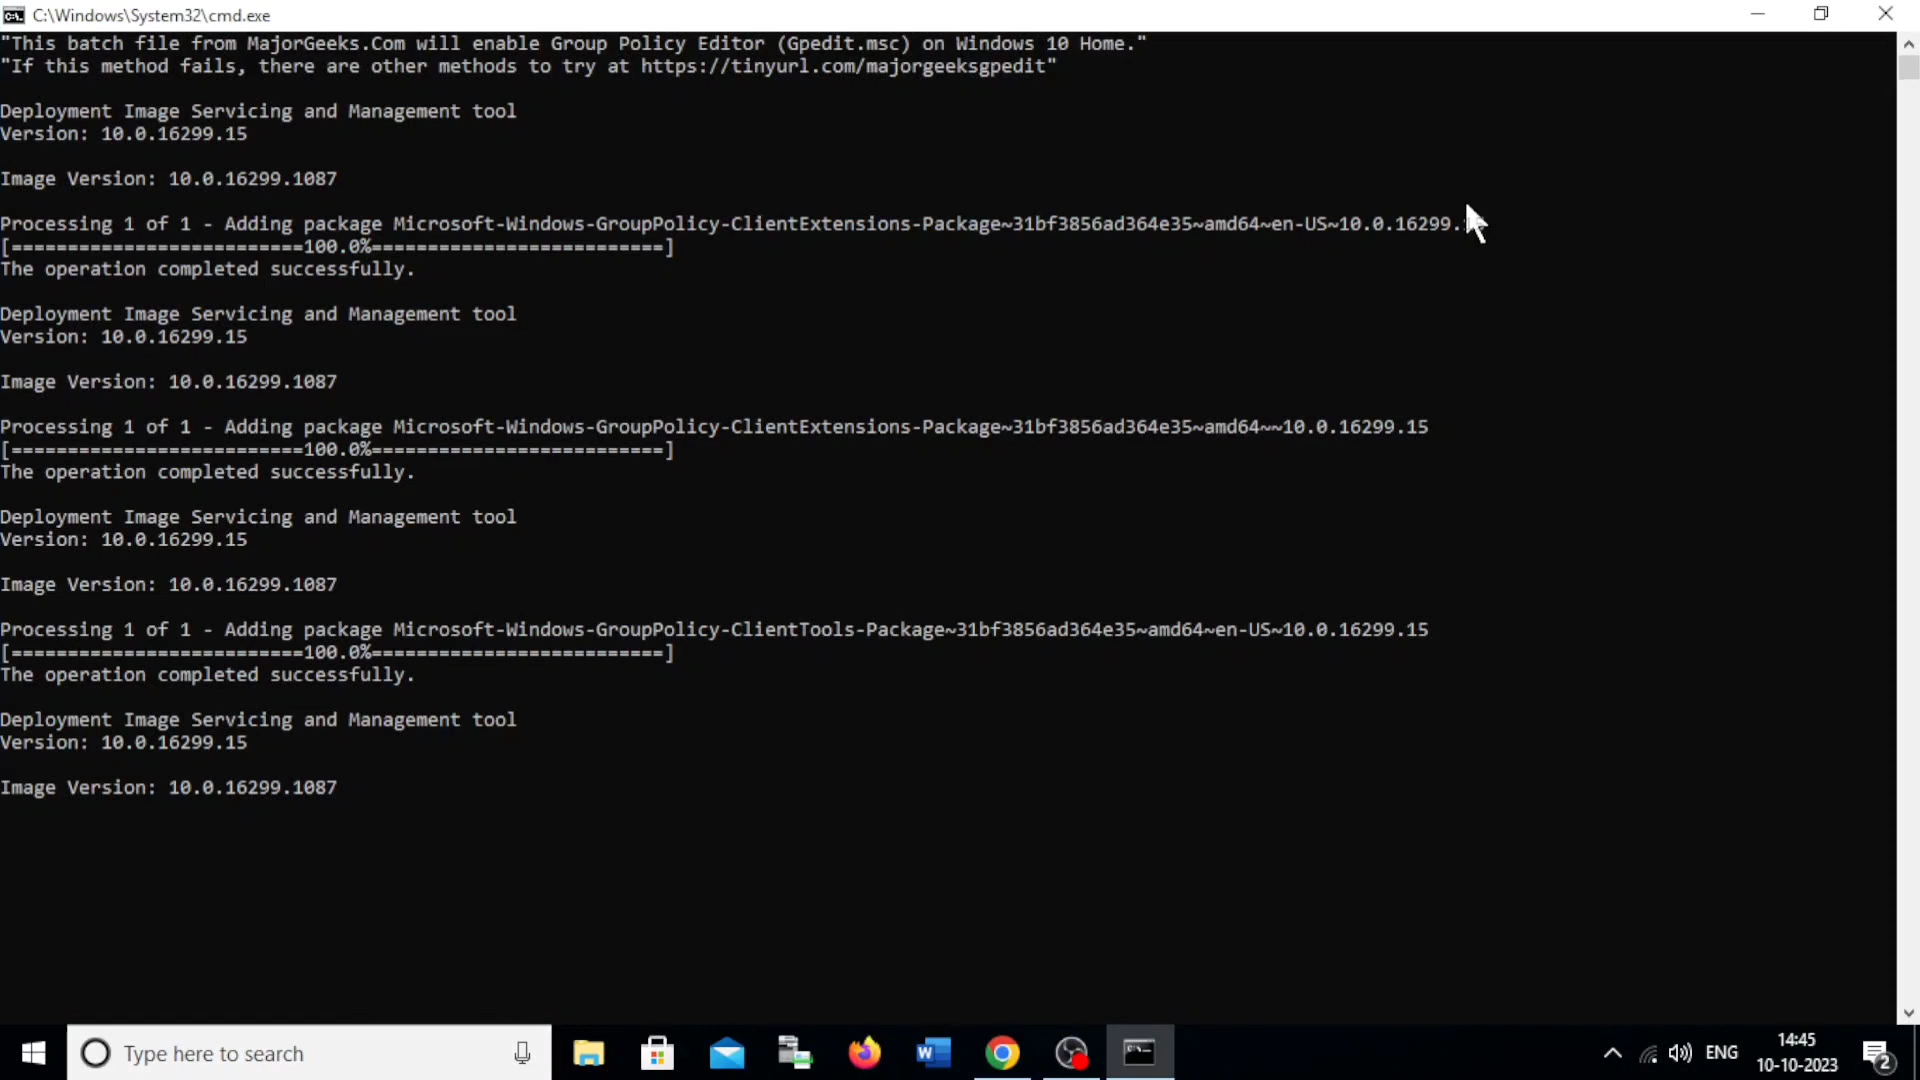 C:\Windows\System32\cmd.exe
"This batch file from MajorGeeks.Com will enable Group Policy Editor (Gpedit.msc) on Windows 10 Home."
"If this method fails, there are other methods to try at https://tinyurl.com/majorgeeksgpedit"
Deployment Image Servicing and Management tool
Version: 10.0.16299.15
Image Version: 10.0.16299.1087
Processing 1 of 1 - Adding package Microsoft-Windows-GroupPolicy-ClientExtensions-Package~31bf3856ad364e35~amd64~en-US~10.0.16299.
[==========================100.0%==========================]
The operation completed successfully.
Deployment Image Servicing and Management tool
Version: 10.0.16299.15
Image Version: 10.0.16299.1087
Processing 1 of 1 - Adding package Microsoft-Windows-GroupPolicy-ClientExtensions-Package~31bf3856ad364e35~amd64~~10.0.16299.15
[==========================100.0%==========================]
The operation completed successfully.
Deployment Image Servicing and Management tool
Version: 10.0.16299.15
Image Version: 10.0.16299.1087
Processing 1 of 1 - Adding package Microsoft-Windows-GroupPolicy-ClientTools-Package~31bf3856ad364e35~amd64~en-US~10.0.16299.15
[==========================100.0%==========================]
The operation completed successfully.
Deployment Image Servicing and Management tool
Version: 10.0.16299.15
Image Version: 10.0.16299.1087
Type here to search
ENG
14:45
10-10-2023
2